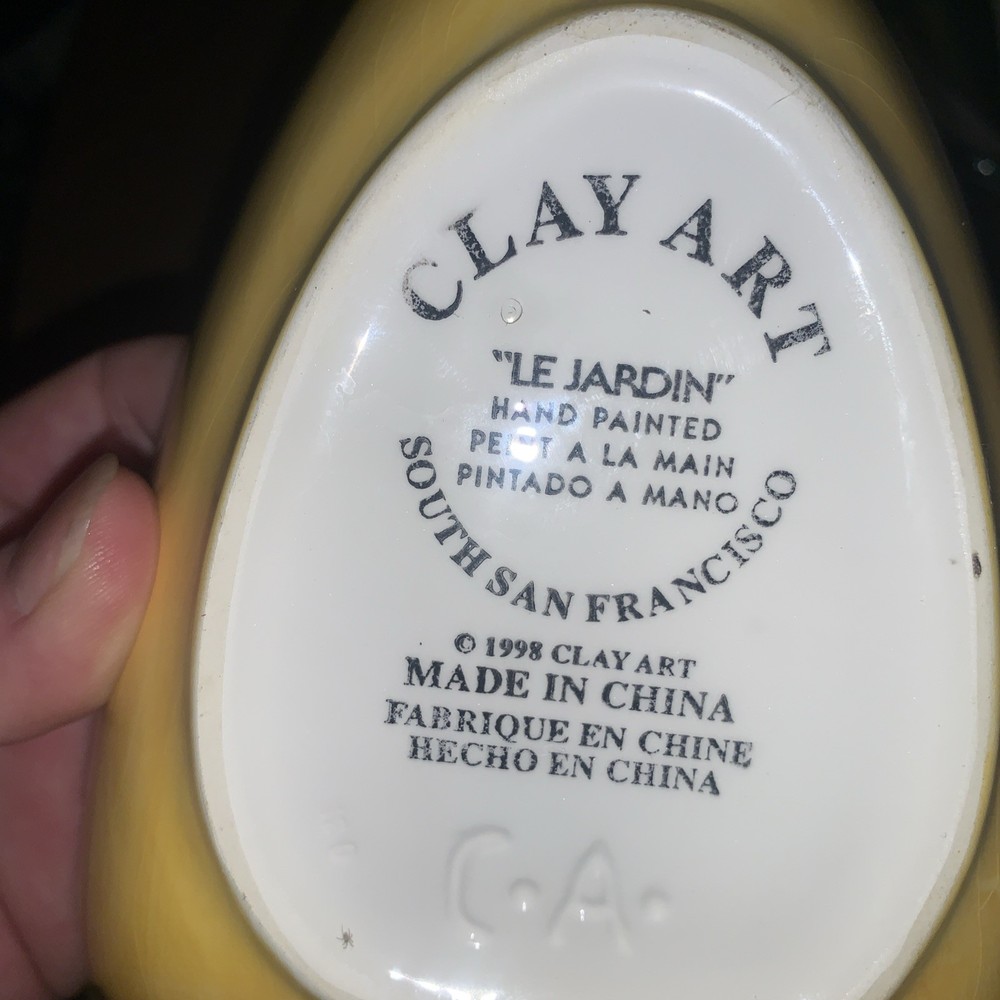 CLAY ART
"LE JARDIN"
HAND PAINTED
PEINT A LA MAIN
PINTADO A MANO
SOUTH SAN FRANCISCO
© 1998 CLAY ART
MADE IN CHINA
FABRIQUE EN CHINE
HECHO EN CHINA
C.A.